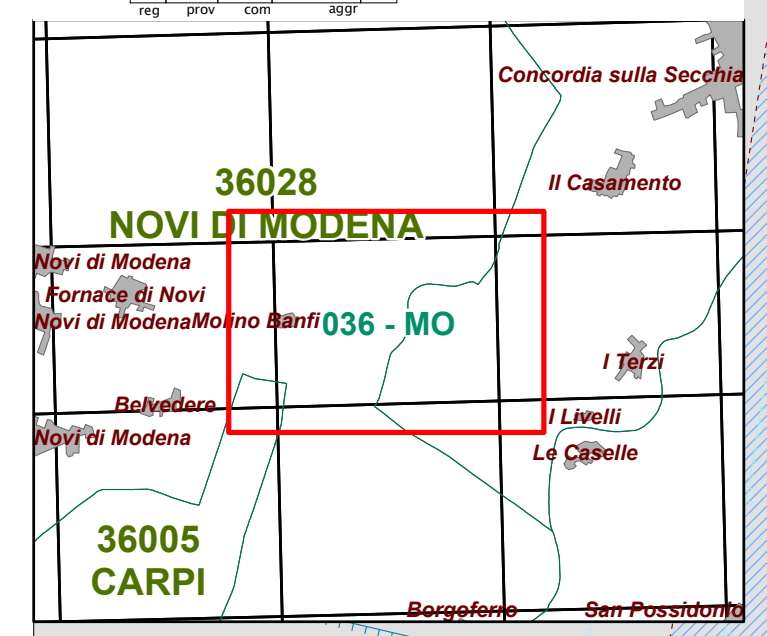 reg prov com aggr
Concordia sulla Secchia
36028
Il Casamento
NOVI DI MODENA
Novi di Modena
Fornace di Novi
Novi di Modena Molino Banfi 036 - MO
I Terzi
Belvedere
I Livelli
Novi di Modena
Le Caselle
36005
CARPI
Borgoferro San Possidonio